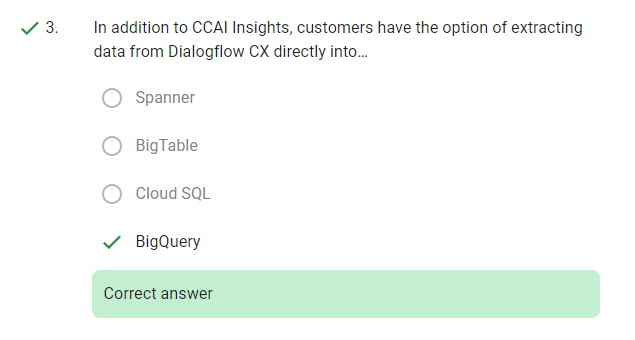 3. In addition to CCAI Insights, customers have the option of extracting
data from Dialogflow CX directly into...
Spanner
BigTable
Cloud SQL
BigQuery
Correct answer